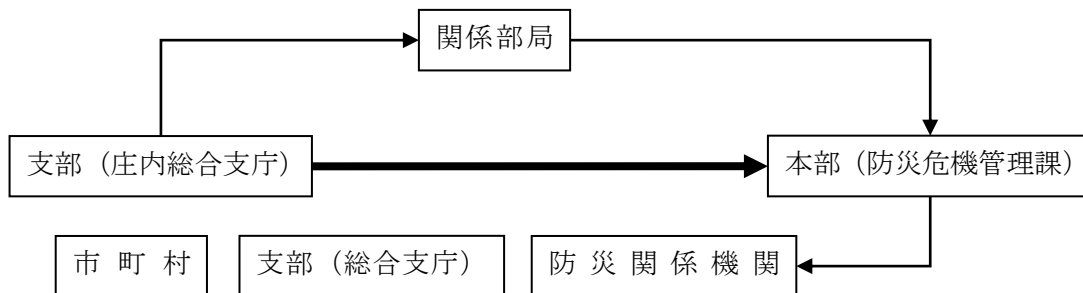 関係部局
支部（庄内総合支庁）
本部（防災危機管理課）
市町村
支部（総合支庁）
防災関係機関